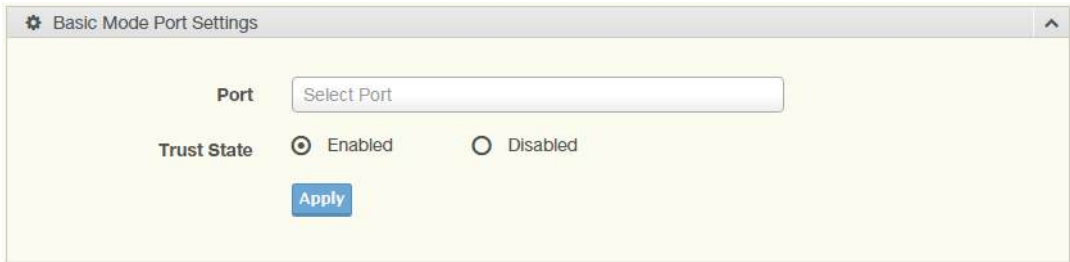 Basic Mode Port Settings
Port Select Port
Trust State Enabled Disabled
Apply